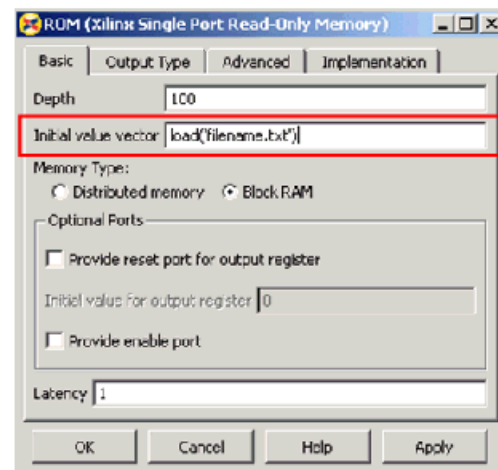 ROM (Xilinx Single Port Read-Only Memory)
Basic Output Type Advanced Implementation
Depth 100
Initial value vector load('filename.txt')
Memory Type:
Distributed memory Block RAM
Optional Ports
Provide reset port for output register
Initial value for output register 0
Provide enable port
Latency 1
OK Cancel Help Apply